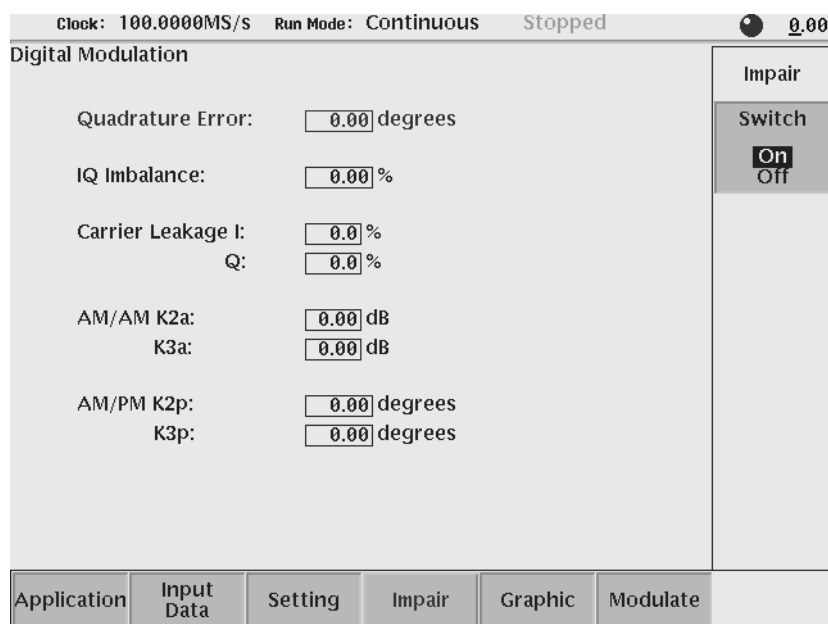 Clock: 100.0000MS/s Run Mode: Continuous Stopped 0.00
Digital Modulation
Impair
Quadrature Error: 0.00 degrees
Switch
On
Off
IQ Imbalance: 0.00 %
Carrier Leakage I: 0.0 %
Q: 0.0 %
AM/AM K2a: 0.00 dB
K3a: 0.00 dB
AM/PM K2p: 0.00 degrees
K3p: 0.00 degrees
Application
Input
Data
Setting
Impair
Graphic
Modulate